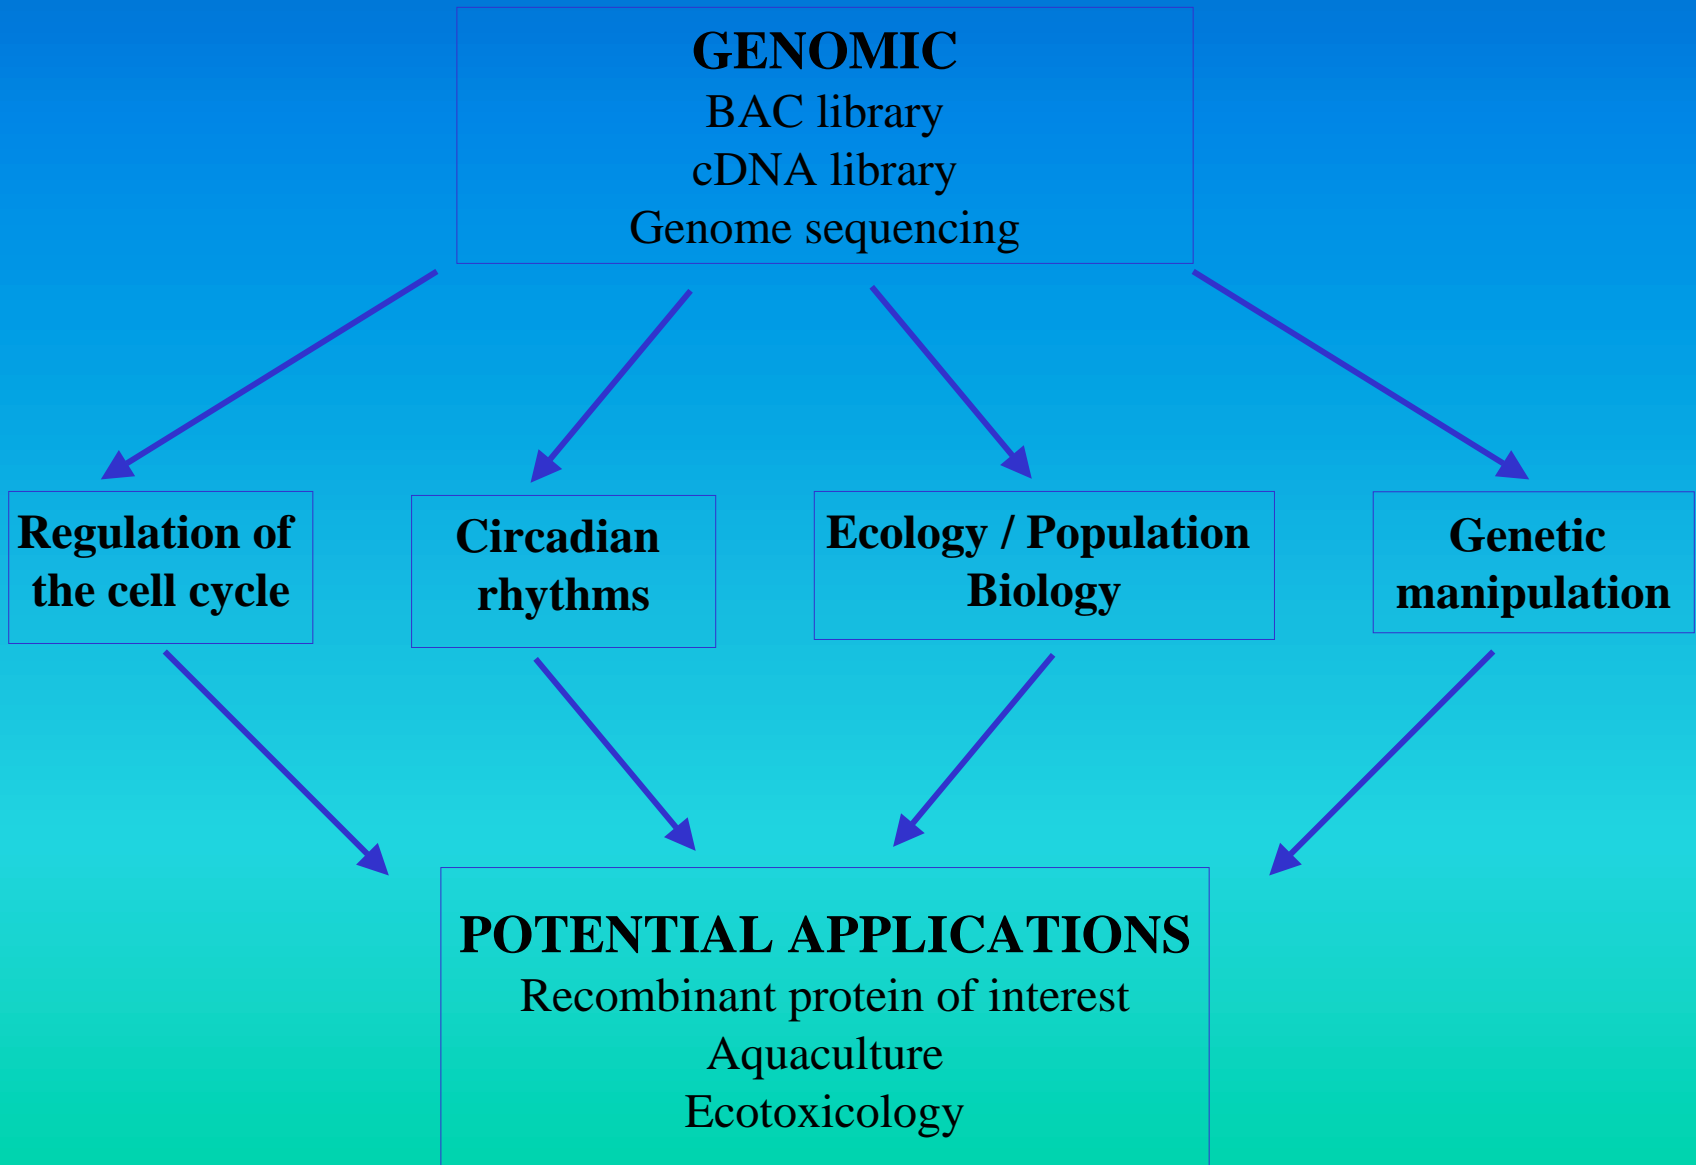 GENOMIC
BAC library
cDNA library
Genome sequencing
Regulation of
the cell cycle
Circadian
rhythms
Ecology / Population
Biology
Genetic
manipulation
POTENTIAL APPLICATIONS
Recombinant protein of interest
Aquaculture
Ecotoxicology